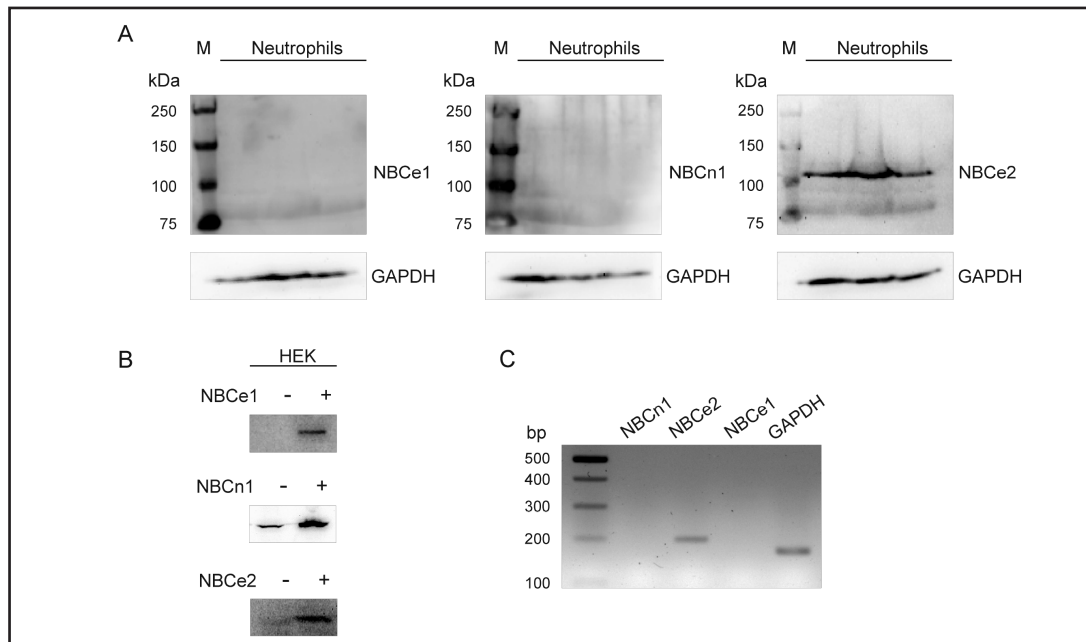 A
M Neutrophils M Neutrophils M Neutrophils
kDa kDa kDa
250 250 250
150 150 150
NBCe1 NBCn1 NBCe2
100 100 100
75 75 75
GAPDH GAPDH GAPDH
B C
HEK
NBCe1 - +
NBCn1 NBCe2 NBCe1 GAPDH
bp
500
400
NBCn1 - +
300
200
NBCe2 - +
100